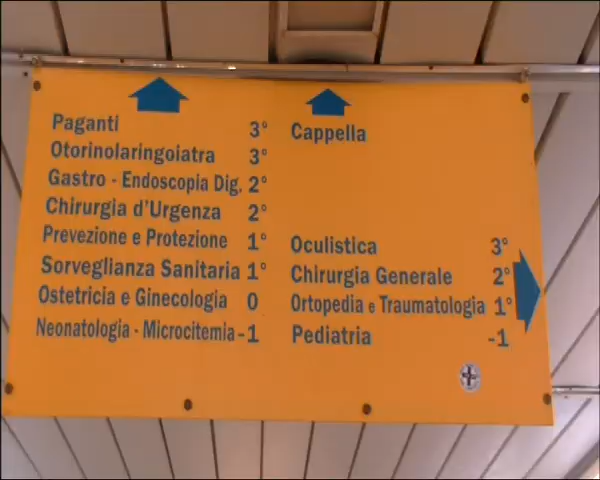 Paganti 3°
Otorinolaringoiatra 3°
Gastro - Endoscopia Dig. 2°
Chirurgia d'Urgenza 2°
Prevezione e Protezione 1°
Sorveglianza Sanitaria 1°
Ostetricia e Ginecologia 0
Neonatologia - Microcitemia -1
Cappella
Oculistica 3°
Chirurgia Generale 2°
Ortopedia e Traumatologia 1°
Pediatria -1